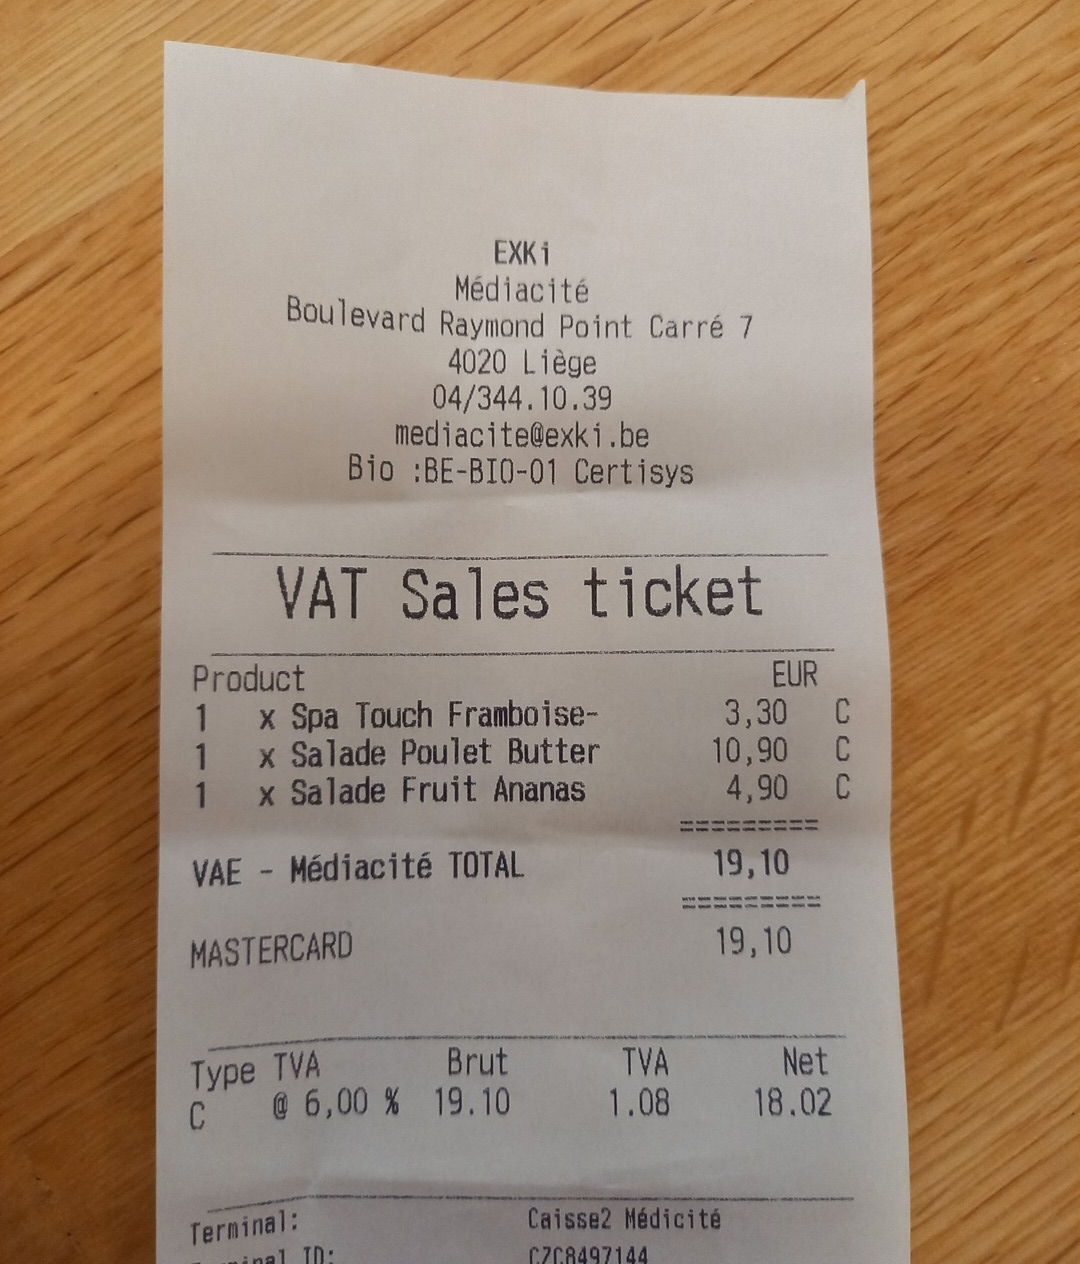 EXKi
Médiacité
Boulevard Raymond Point Carré 7
4020 Liège
04/344.10.39
mediacite@exki.be
Bio :BE-BIO-01 Certisys
VAT Sales ticket
Product EUR
1 x Spa Touch Framboise- 3,30 C
1 x Salade Poulet Butter 10,90 C
1 x Salade Fruit Ananas 4,90 C
=========
VAE - Médiacité TOTAL 19,10
=========
MASTERCARD 19,10
Type TVA Brut TVA Net
C @ 6,00 % 19.10 1.08 18.02
Terminal: Caisse2 Médicité
Terminal ID: CZC8497144